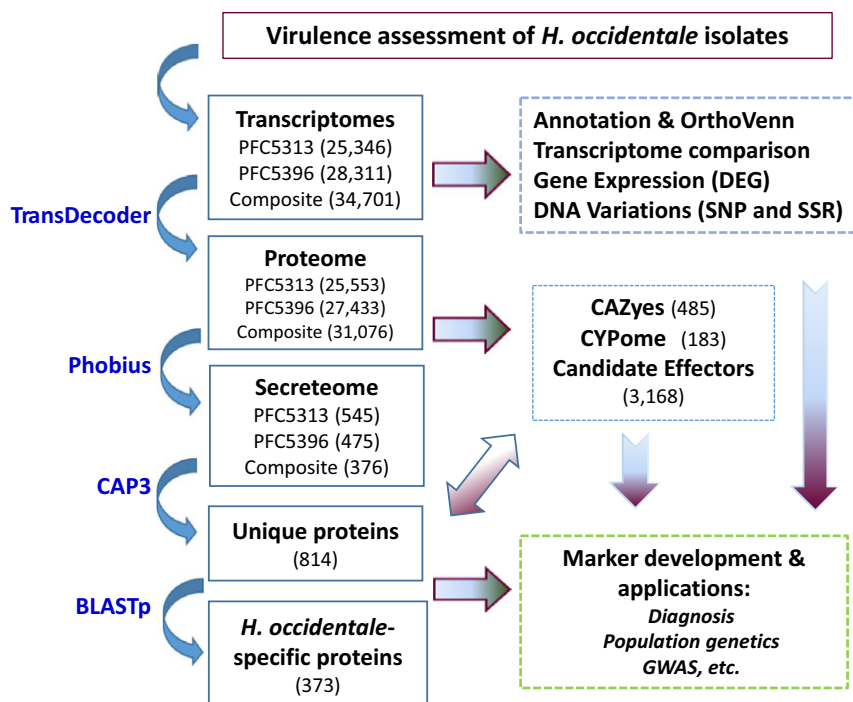 Virulence assessment of H. occidentale isolates
Transcriptomes
PFC5313 (25,346)
PFC5396 (28,311)
Composite (34,701)
Annotation & OrthoVenn
Transcriptome comparison
Gene Expression (DEG)
DNA Variations (SNP and SSR)
TransDecoder
Proteome
PFC5313 (25,553)
PFC5396 (27,433)
Composite (31,076)
CAZyes (485)
CYPome (183)
Candidate Effectors
(3,168)
Phobius
Secreteome
PFC5313 (545)
PFC5396 (475)
Composite (376)
CAP3
Unique proteins
(814)
Marker development &
applications:
Diagnosis
Population genetics
GWAS, etc.
BLASTp
H. occidentale-
specific proteins
(373)